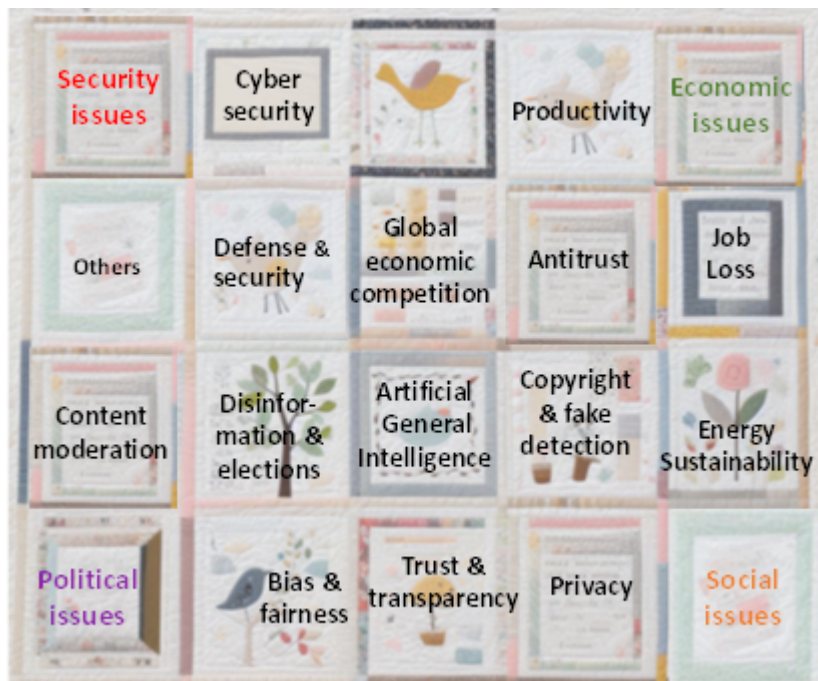 Security
issues
Cyber
security
Productivity
Economic
issues
Others
Defense &
security
Global
economic
competition
Antitrust
Job
Loss
Content
moderation
Disinfor-
mation &
elections
Artificial
General
Intelligence
Copyright
& fake
detection
Energy
Sustainability
Political
issues
Bias &
fairness
Trust &
transparency
Privacy
Social
issues